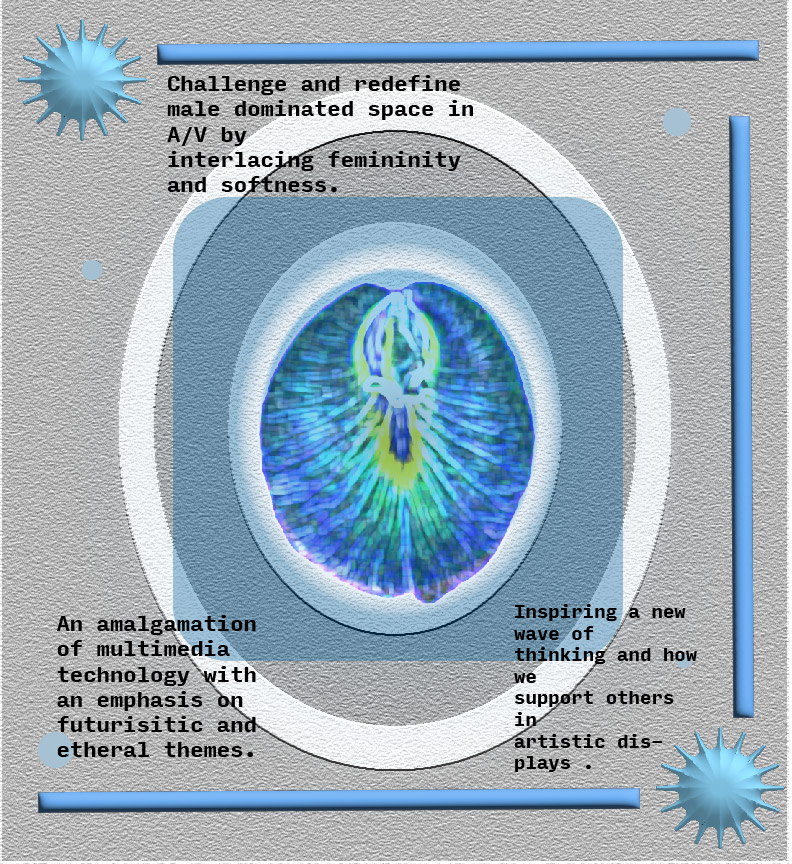 Challenge and redefine
male dominated space in
A/V by
interlacing femininity
and softness.
An amalgamation
of multimedia
technology with
an emphasis on
futurisitic and
etheral themes.
Inspiring a new
wave of
thinking and how
we
support others
in
artistic dis-
plays .